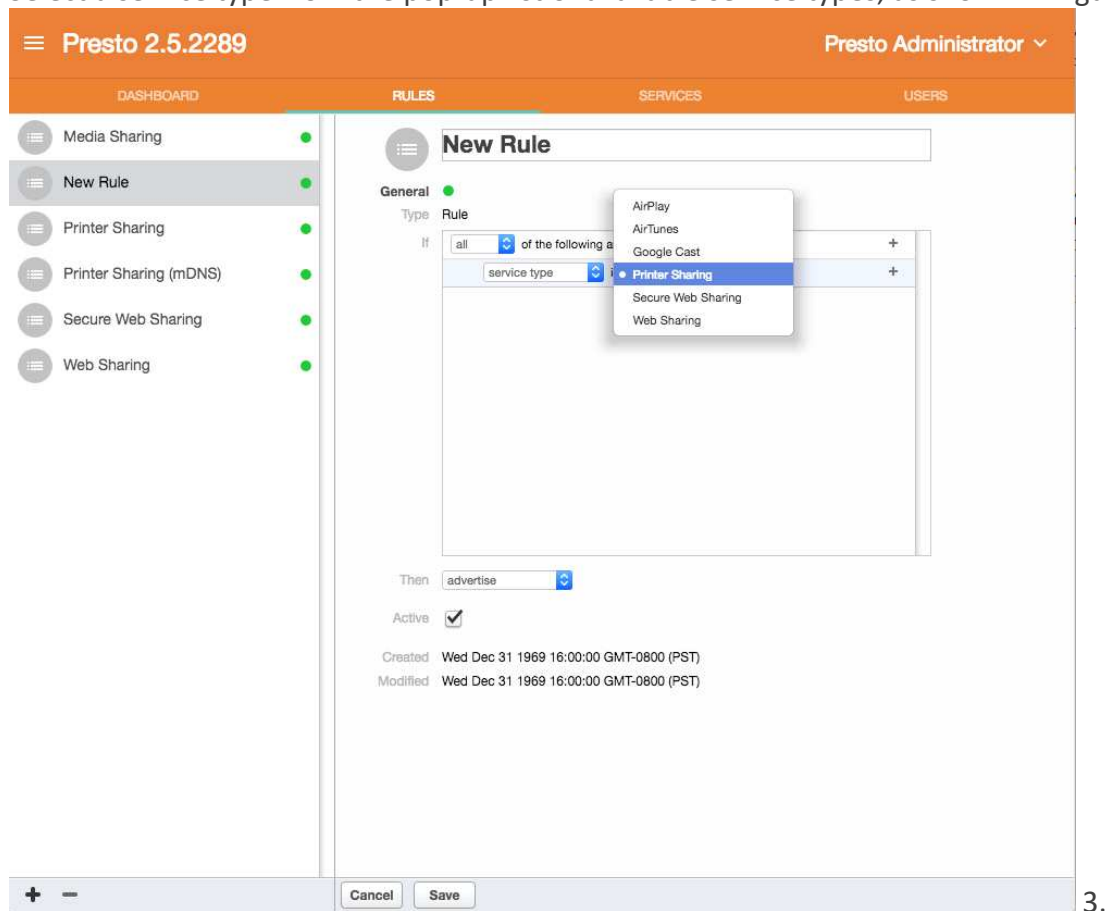 Presto 2.5.2289
Presto Administrator
DASHBOARD
RULES
SERVICES
USERS
Media Sharing
New Rule
Printer Sharing
Printer Sharing (mDNS)
Secure Web Sharing
Web Sharing
New Rule
General
Type Rule
If all of the following a
+
service type
+
AirPlay
AirTunes
Google Cast
Printer Sharing
Secure Web Sharing
Web Sharing
Then advertise
Active
Created Wed Dec 31 1969 16:00:00 GMT-0800 (PST)
Modified Wed Dec 31 1969 16:00:00 GMT-0800 (PST)
+ −
Cancel Save
3.